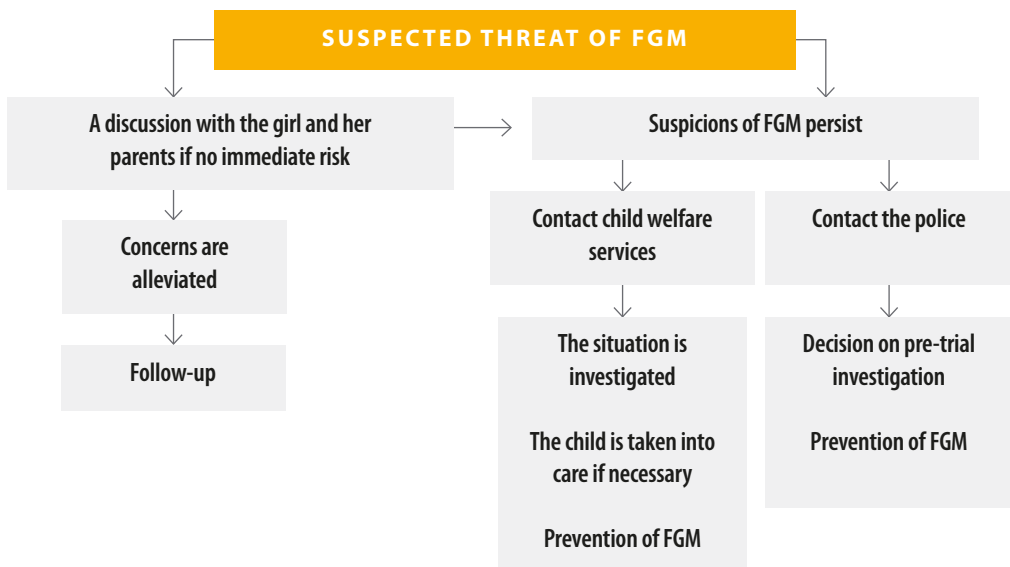 SUSPECTED THREAT OF FGM
A discussion with the girl and her
parents if no immediate risk
Suspicions of FGM persist
Concerns are
alleviated
Follow-up
Contact child welfare
services
Contact the police
The situation is
investigated
The child is taken into
care if necessary
Prevention of FGM
Decision on pre-trial
investigation
Prevention of FGM